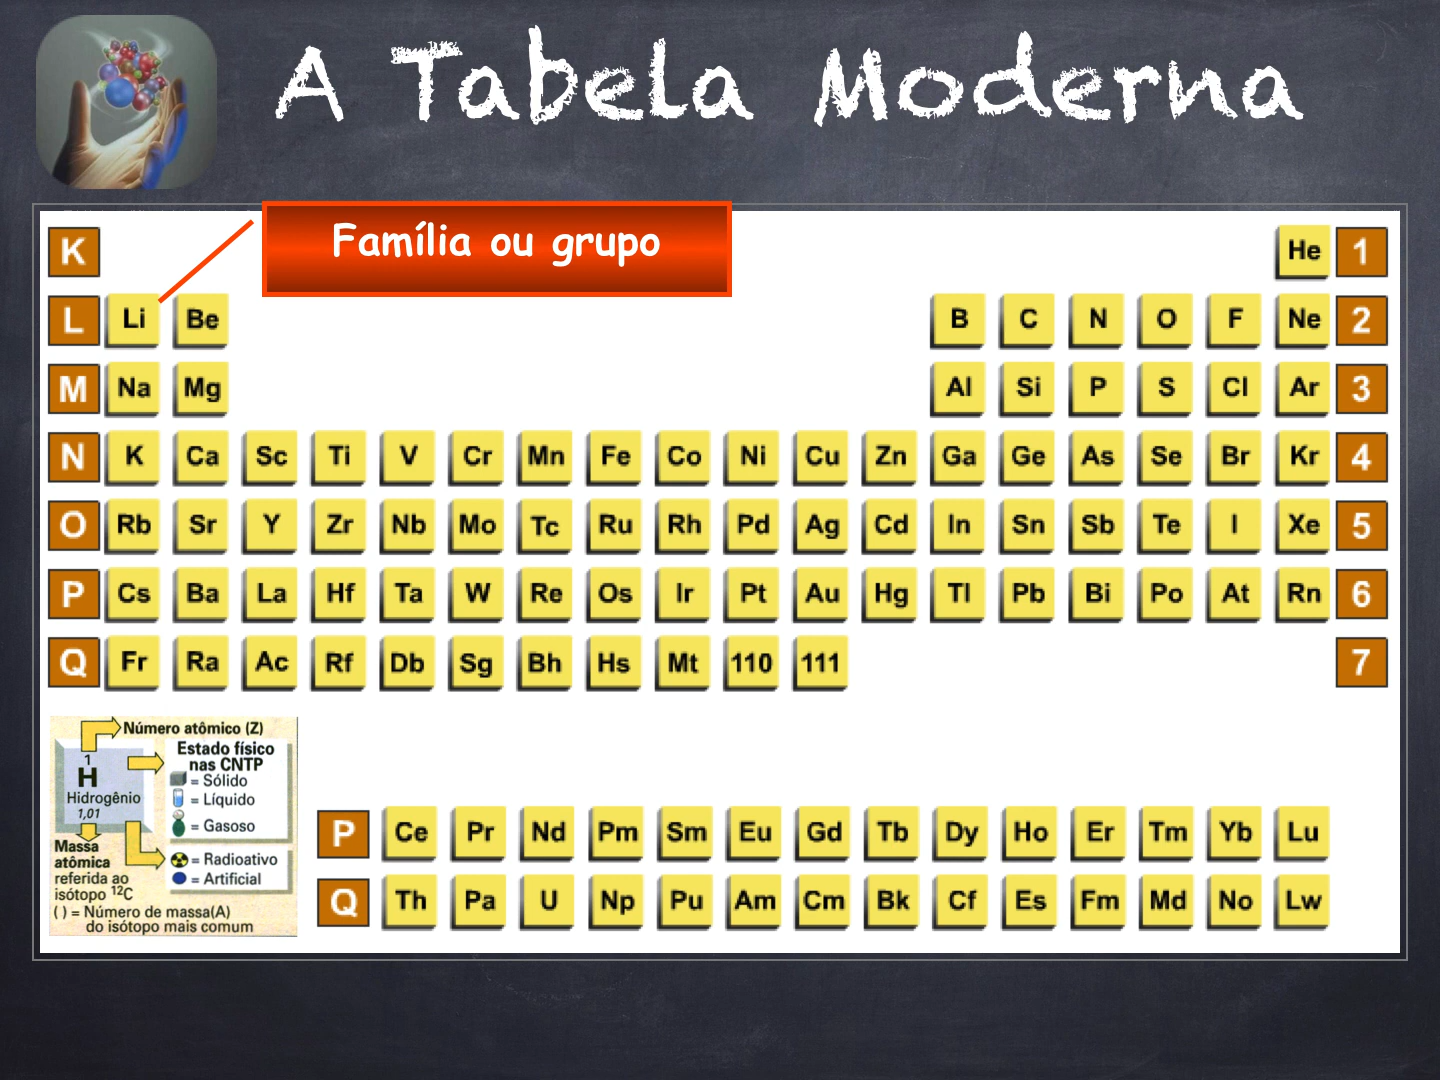 A Tabela Moderna
Família ou grupo
K He 1
L Li Be B C N O F Ne 2
M Na Mg Al Si P S Cl Ar 3
N K Ca Sc Ti V Cr Mn Fe Co Ni Cu Zn Ga Ge As Se Br Kr 4
O Rb Sr Y Zr Nb Mo Tc Ru Rh Pd Ag Cd In Sn Sb Te I Xe 5
P Cs Ba La Hf Ta W Re Os Ir Pt Au Hg Tl Pb Bi Po At Rn 6
Q Fr Ra Ac Rf Db Sg Bh Hs Mt 110 111 7
Número atômico (Z)
1
H
Hidrogênio
1,01
Estado físico
nas CNTP
= Sólido
= Líquido
= Gasoso
= Radioativo
= Artificial
Massa
atômica
referida ao
isótopo 12C
( ) = Número de massa(A)
do isótopo mais comum
P Ce Pr Nd Pm Sm Eu Gd Tb Dy Ho Er Tm Yb Lu
Q Th Pa U Np Pu Am Cm Bk Cf Es Fm Md No Lw